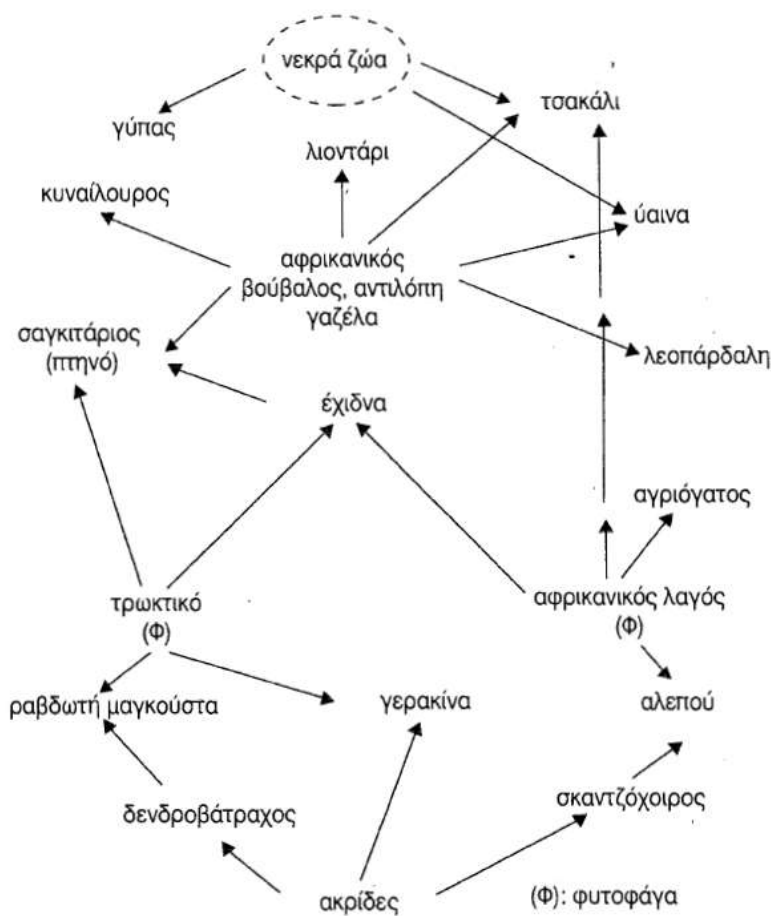 νεκρά ζώα
τσακάλι
γύπας
λιοντάρι
κυναίλουρος
ύαινα
αφρικανικός
βούβαλος, αντιλόπη
γαζέλα
σαγκιτάριος
(πτηνό)
λεοπάρδαλη
έχιδνα
αγριόγατος
τρωκτικό
(Φ)
αφρικανικός λαγός
(Φ)
ραβδωτή μαγκούστα
γερακίνα
αλεπού
δενδροβάτραχος
σκαντζόχοιρος
ακρίδες
(Φ): φυτοφάγα